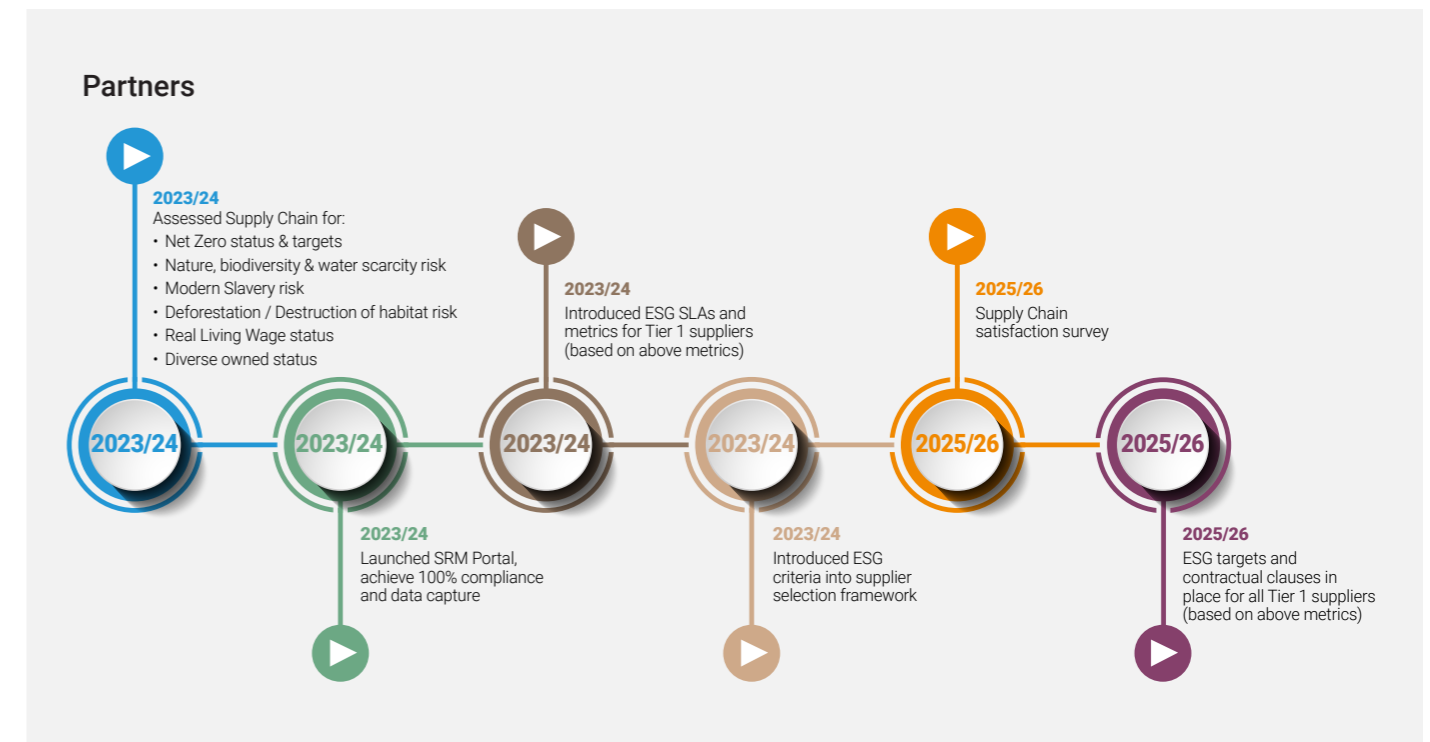 Partners
2023/24
Assessed Supply Chain for:
• Net Zero status & targets
• Nature, biodiversity & water scarcity risk
• Modern Slavery risk
• Deforestation / Destruction of habitat risk
• Real Living Wage status
• Diverse owned status
2023/24
Introduced ESG SLAs and
metrics for Tier 1 suppliers
(based on above metrics)
2025/26
Supply Chain
satisfaction survey
2023/24
2023/24
2023/24
2023/24
2025/26
2025/26
2023/24
Launched SRM Portal,
achieve 100% compliance
and data capture
2023/24
Introduced ESG
criteria into supplier
selection framework
2025/26
ESG targets and
contractual clauses in
place for all Tier 1 suppliers
(based on above metrics)